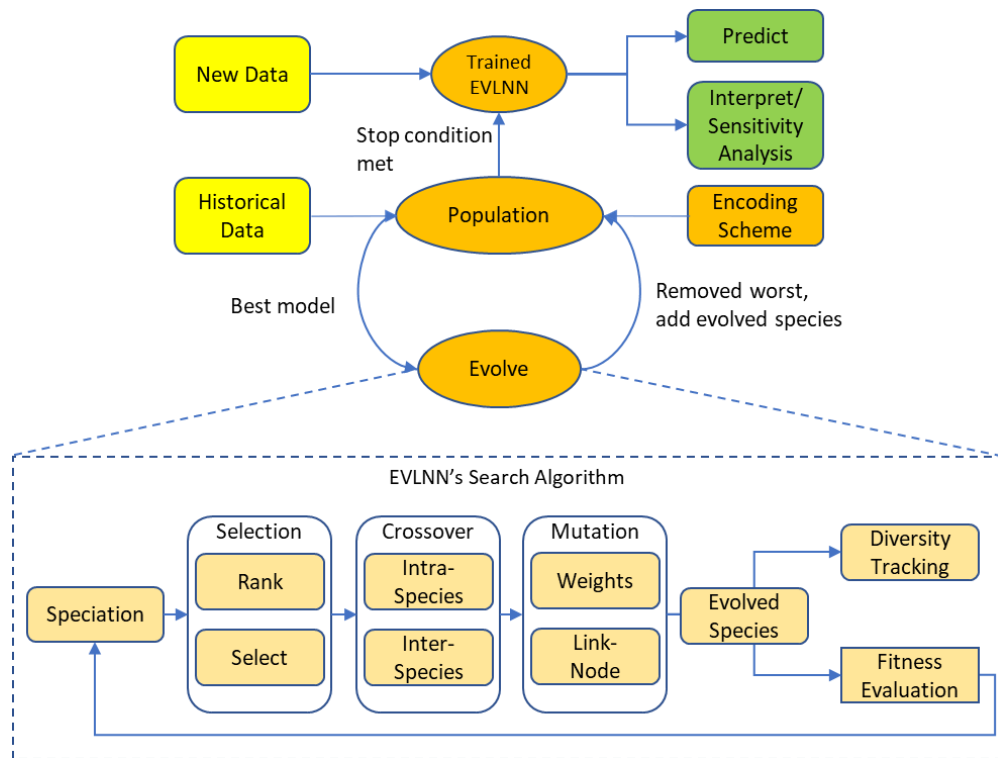 New Data
Trained
EVLNN
Predict
Interpret/
Sensitivity
Analysis
Stop condition
met
Historical
Data
Population
Encoding
Scheme
Best model
Removed worst,
add evolved species
Evolve
EVLNN's Search Algorithm
Selection
Crossover
Mutation
Speciation
Rank
Select
Intra-
Species
Inter-
Species
Weights
Link-
Node
Evolved
Species
Diversity
Tracking
Fitness
Evaluation